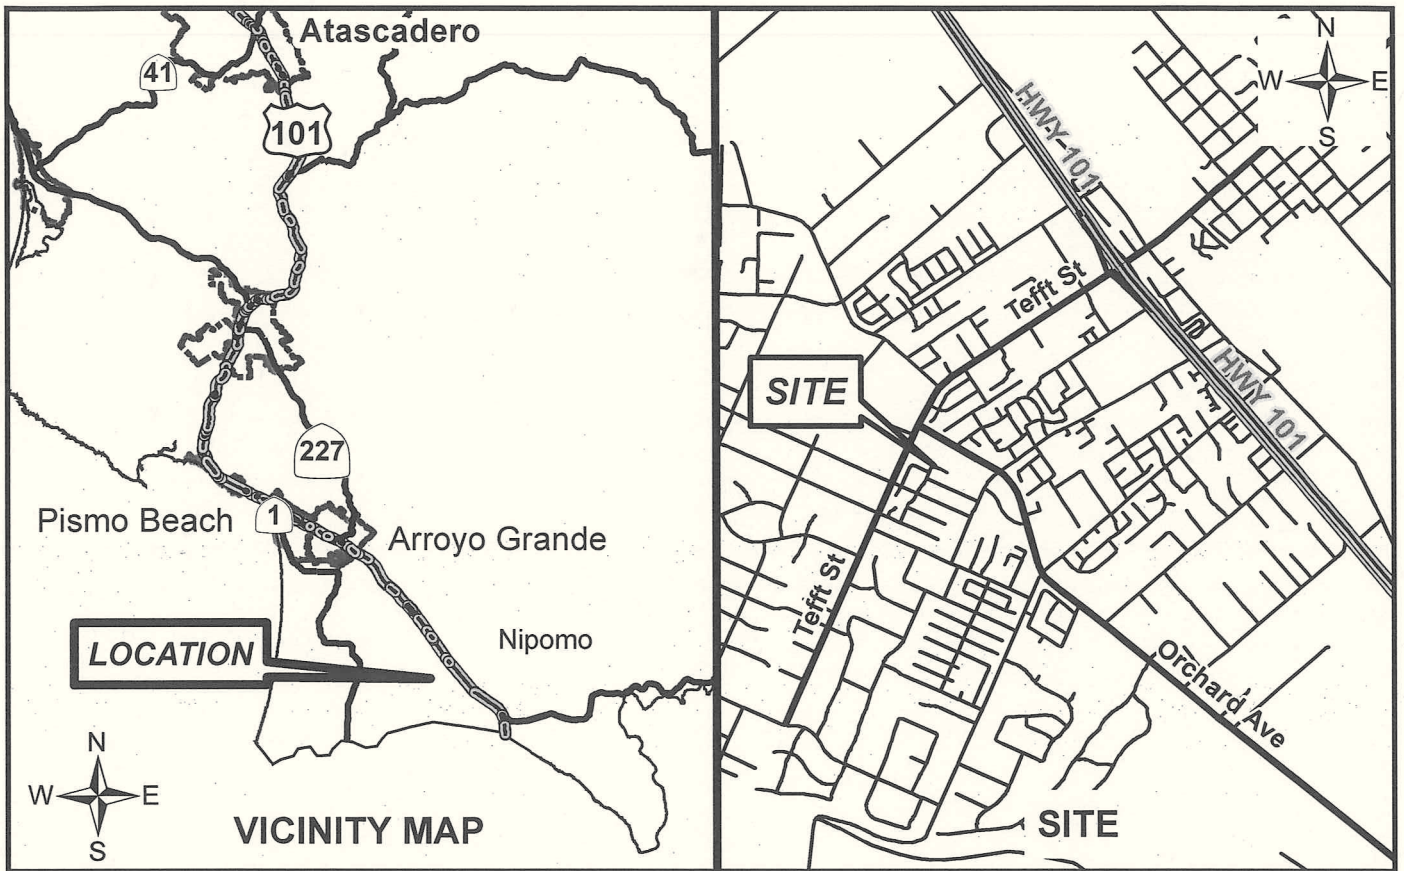 Atascadero
41
101
227
Pismo Beach
1
Arroyo Grande
LOCATION
Nipomo
N
W
E
S
VICINITY MAP
N
W
E
S
HWY 101
Tefft St
SITE
HWY 101
Tefft St
Orchard Ave
SITE